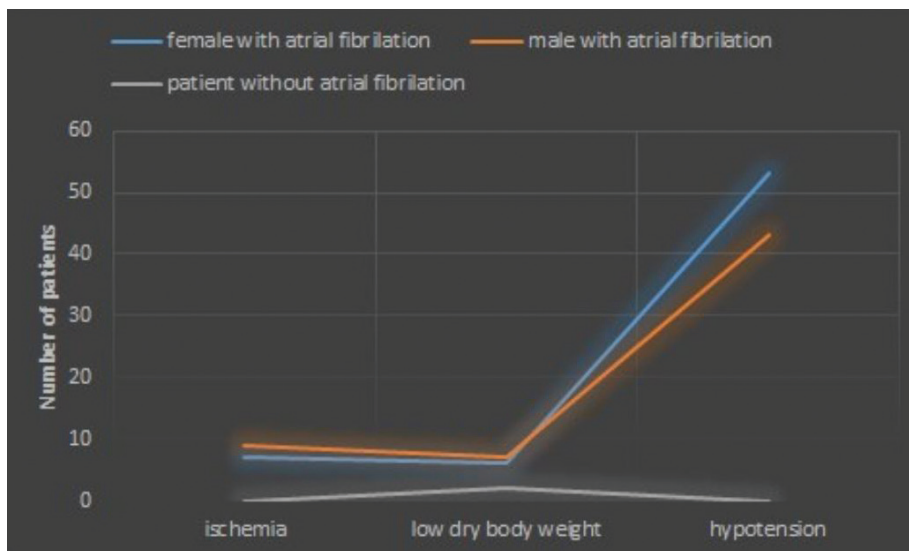 female with atrial fibrilation
male with atrial fibrilation
patient without atrial fibrilation
Number of patients
60
50
40
30
20
10
0
ischemia
low dry body weight
hypotension